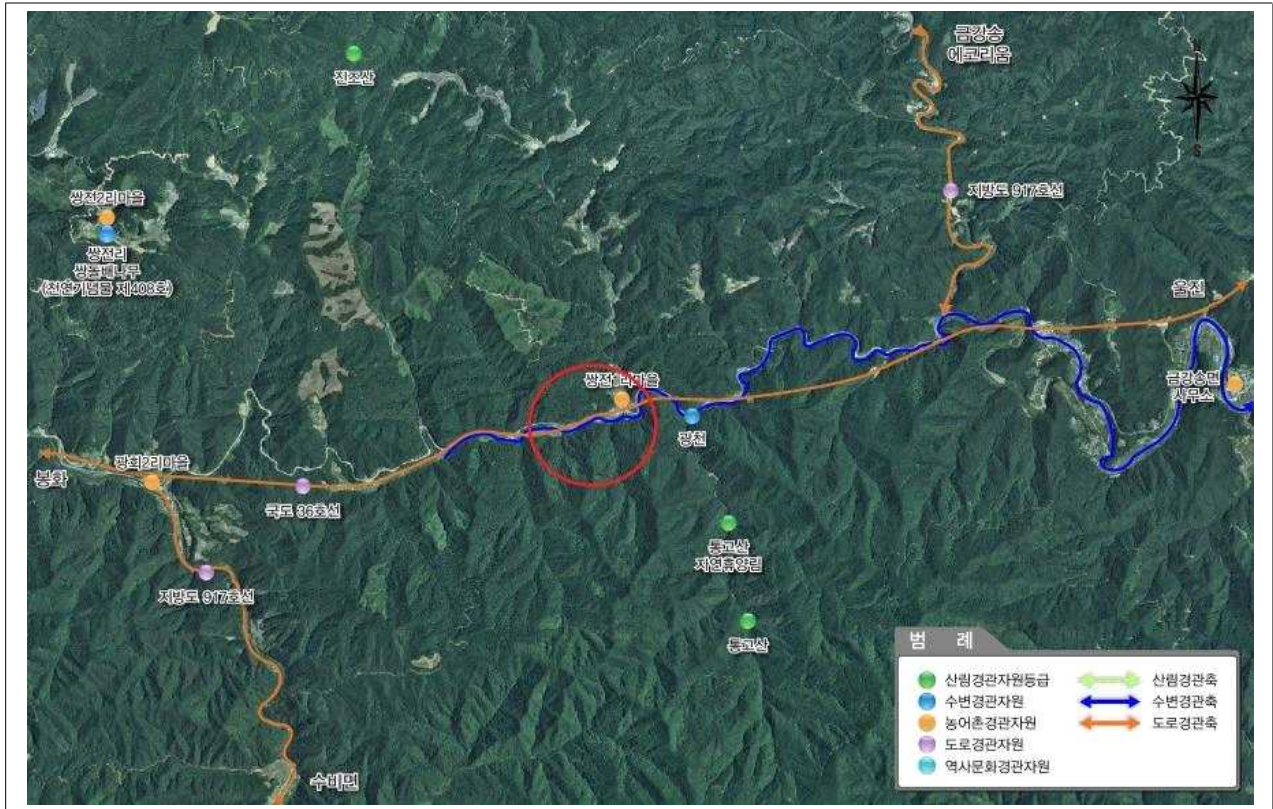 금강송
에코리움
N
S
진조산
지방도 917호선
쌍전2리마을
쌍전리
쌍돌배나무
(천연기념물 제408호)
울진
쌍전1리마을
금강송면
사무소
광천
광회2리마을
봉화
국도 36호선
통고산
자연휴양림
지방도 917호선
통고산
수비면
범 례
산림경관자원등급
산림경관축
수변경관자원
수변경관축
농어촌경관자원
도로경관축
도로경관자원
역사문화경관자원